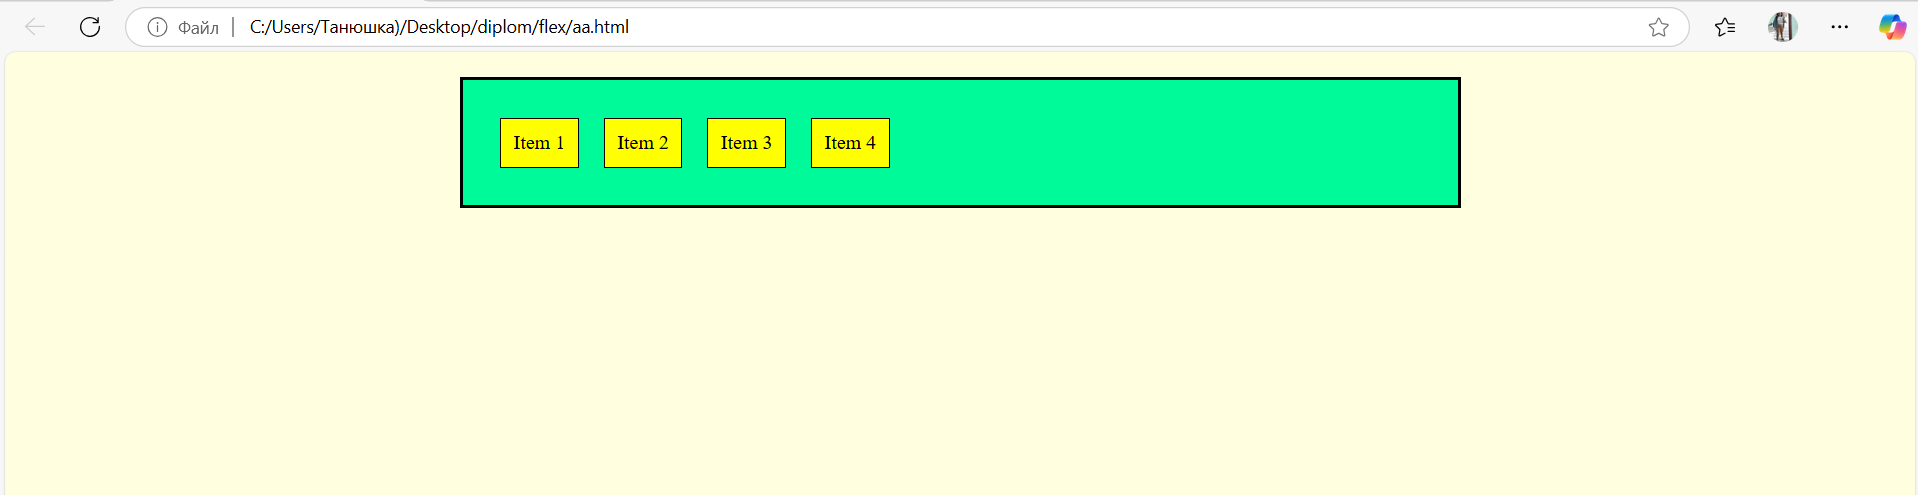 Файл | C:/Users/Танюшка)/Desktop/diplom/flex/aa.html
Item 1 Item 2 Item 3 Item 4